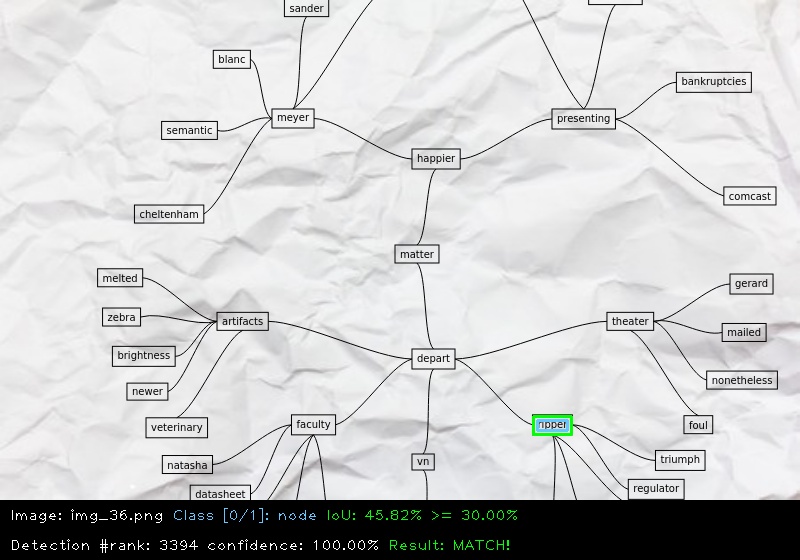 sander
blanc
bankruptcies
meyer
presenting
semantic
happier
comcast
cheltenham
matter
melted
gerard
zebra
artifacts
theater
mailed
brightness
depart
nonetheless
newer
veterinary
faculty
ripper
foul
natasha
vn
triumph
datasheet
regulator
Image: img_36.png Class [0/1]: node IoU: 45.82% >= 30.00%
Detection #rank: 3394 confidence: 100.00% Result: MATCH!